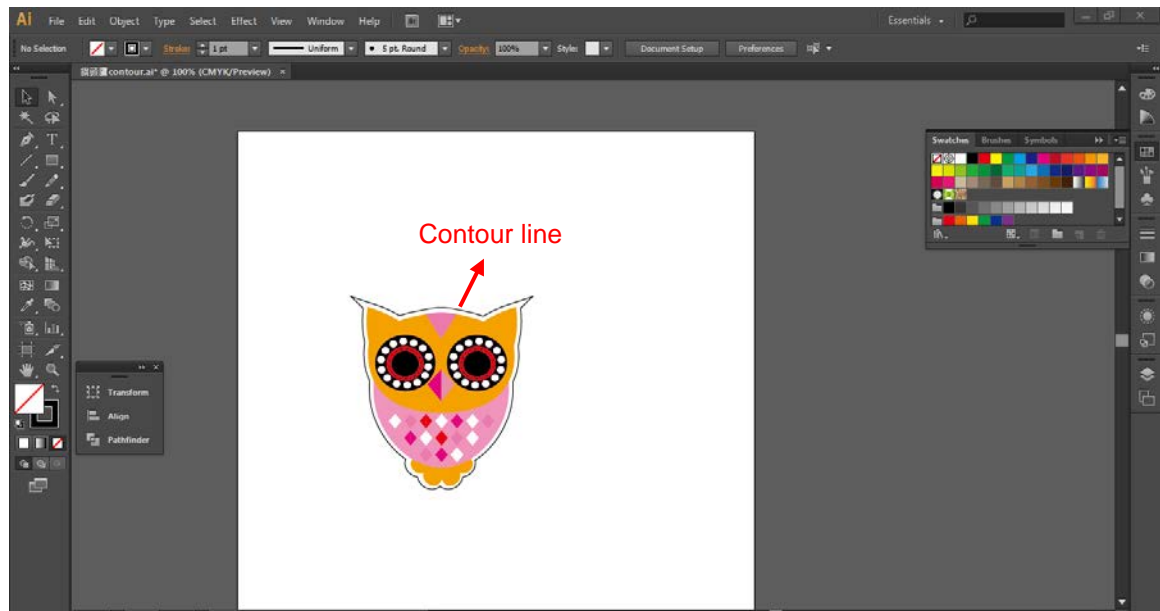 Ai File Edit Object Type Select Effect View Window Help Essentials
No Selection Stroke: 1 pt Uniform 5 pt. Round Opacity: 100% Style: Document Setup Preferences
contour.ai* @ 100% (CMYK/Preview) ×
Swatches Brushes Symbols
Contour line
Transform
Align
Pathfinder